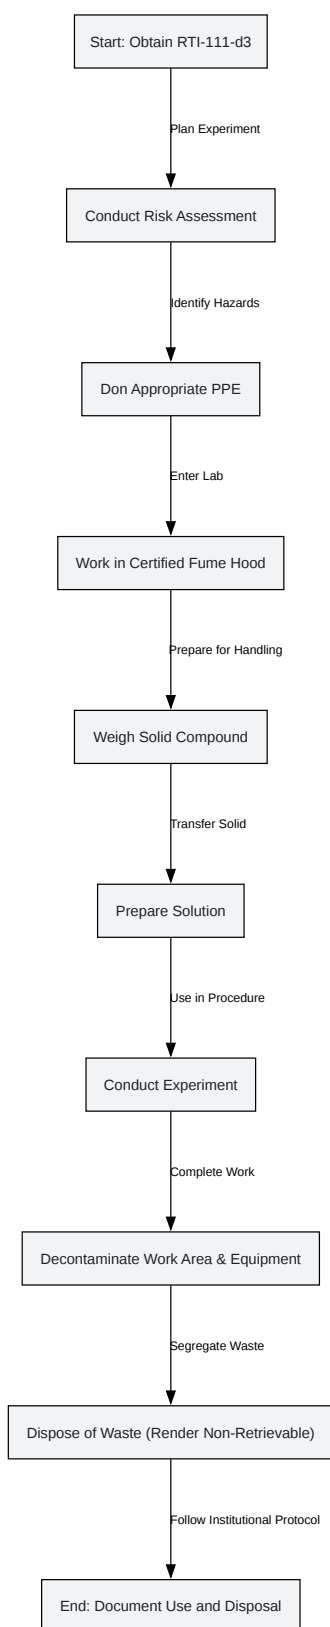 Start: Obtain RTI-111-d3
Plan Experiment
Conduct Risk Assessment
Identify Hazards
Don Appropriate PPE
Enter Lab
Work in Certified Fume Hood
Prepare for Handling
Weigh Solid Compound
Transfer Solid
Prepare Solution
Use in Procedure
Conduct Experiment
Complete Work
Decontaminate Work Area & Equipment
Segregate Waste
Dispose of Waste (Render Non-Retrievable)
Follow Institutional Protocol
End: Document Use and Disposal